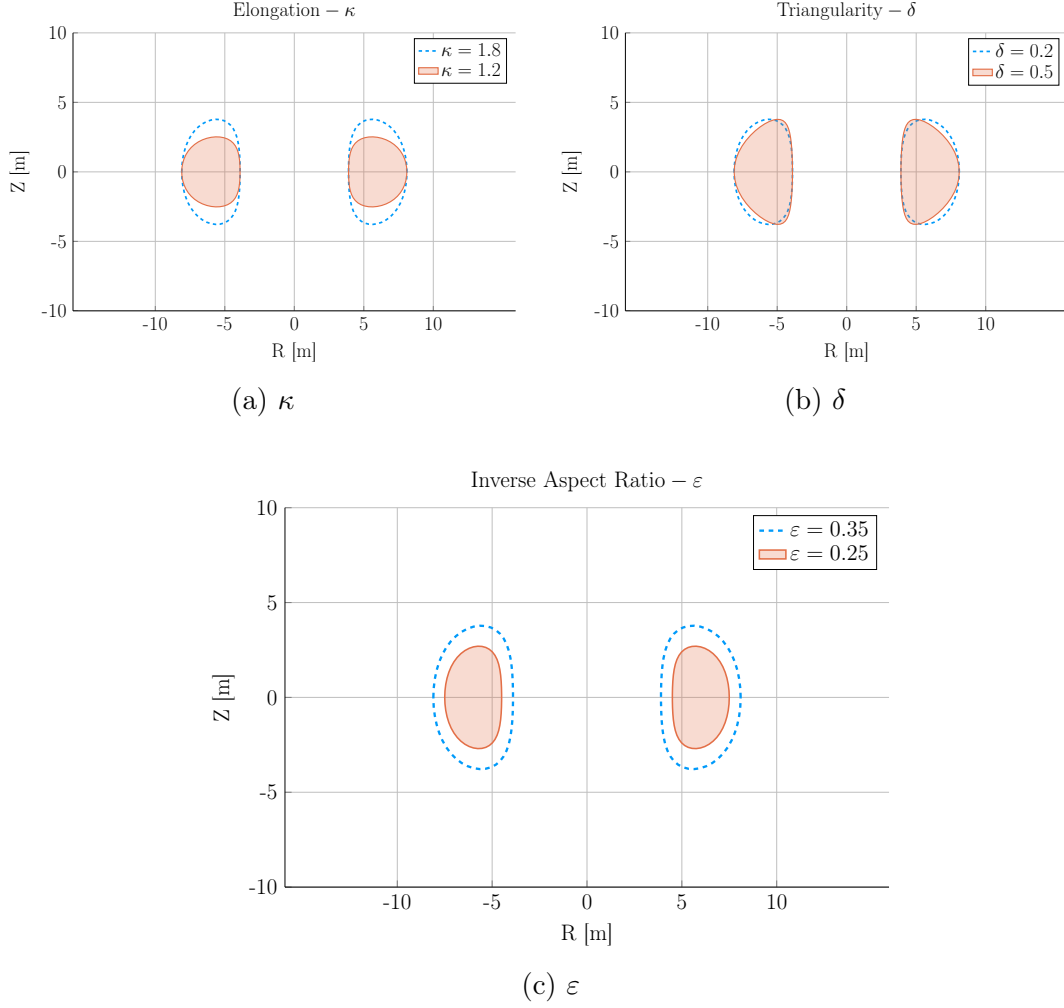 Elongation – κ
10
5
0
-5
-10
Z [m]
κ = 1.8
κ = 1.2
-10 -5 0 5 10
R [m]
(a) κ
Triangularity – δ
10
5
0
-5
-10
Z [m]
δ = 0.2
δ = 0.5
-10 -5 0 5 10
R [m]
(b) δ
Inverse Aspect Ratio – ε
10
5
0
-5
-10
Z [m]
ε = 0.35
ε = 0.25
-10 -5 0 5 10
R [m]
(c) ε